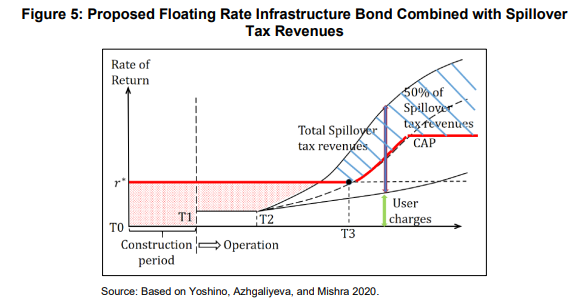 Figure 5: Proposed Floating Rate Infrastructure Bond Combined with Spillover
Tax Revenues
Rate of
Return
50% of
Spillover
tax revenues
Total Spillover
tax revenues
CAP
r*
T1
T2
User
charges
T0
T3
Construction
period
Operation
Source: Based on Yoshino, Azhgaliyeva, and Mishra 2020.